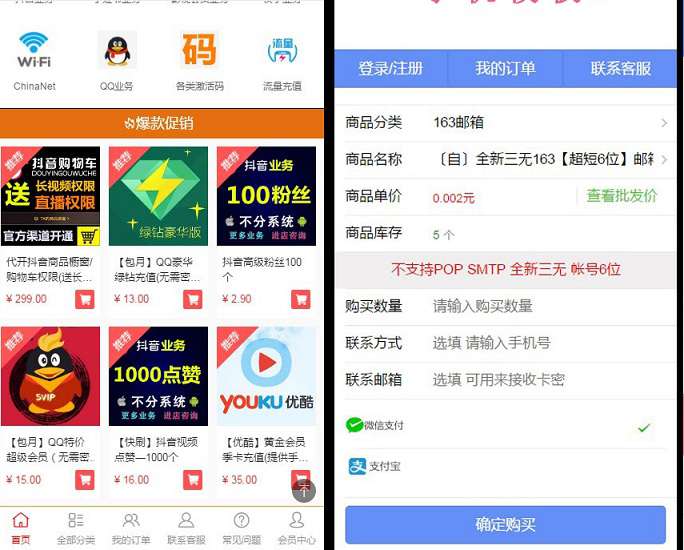 Wi-Fi
码
流量
ChinaNet
QQ业务
各类激活码
流量充值
爆款促销
推荐
抖音购物车
送
长视频权限
直播权限
官方渠道开通
推荐
绿钻豪华版
推荐
抖音业务
100粉丝
不分系统
更多业务 进店咨询
代开抖音商品橱窗/
购物车权限(送长...
【包月】QQ豪华
绿钻充值(无需密...
抖音高级粉丝100
个
¥ 299.00
¥ 13.00
¥ 2.90
推荐
SVIP
推荐
抖音业务
1000点赞
不分系统
更多业务 进店咨询
推荐
YOUKU 优酷
【包月】QQ特价
超级会员（无需密...
【快刷】抖音视频
点赞—1000个
【优酷】黄金会员
季卡充值(提供手...
¥ 15.00
¥ 16.00
¥ 35.00
首页
全部分类
我的订单
联系客服
常见问题
会员中心
登录/注册
我的订单
联系客服
商品分类 163邮箱
商品名称 〔自〕全新三无163【超短6位】邮箱
商品单价 0.002元 查看批发价
商品库存 5 个
不支持POP SMTP 全新三无 帐号6位
购买数量 请输入购买数量
联系方式 选填 请输入手机号
联系邮箱 选填 可用来接收卡密
微信支付
支付宝
确定购买